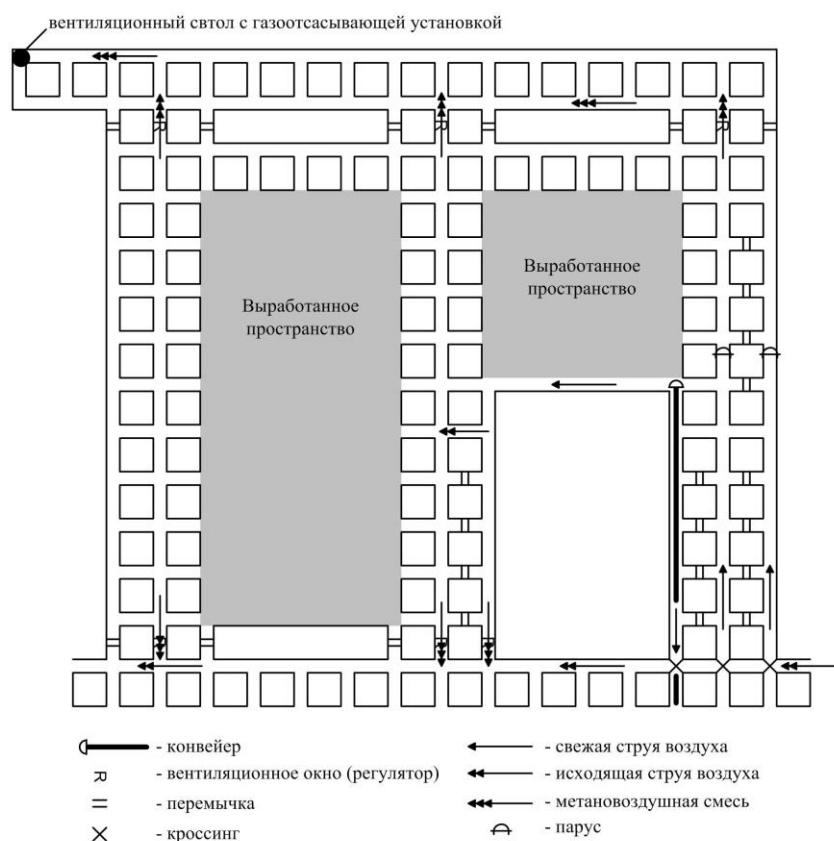 вентиляционный свтол с газоотсасывающей установкой
R
R
R
Выработанное
пространство
Выработанное
пространство
- конвейер
- свежая струя воздуха
R - вентиляционное окно (регулятор)
- исходящая струя воздуха
- перемычка
- метановоздушная смесь
- кроссинг
- парус